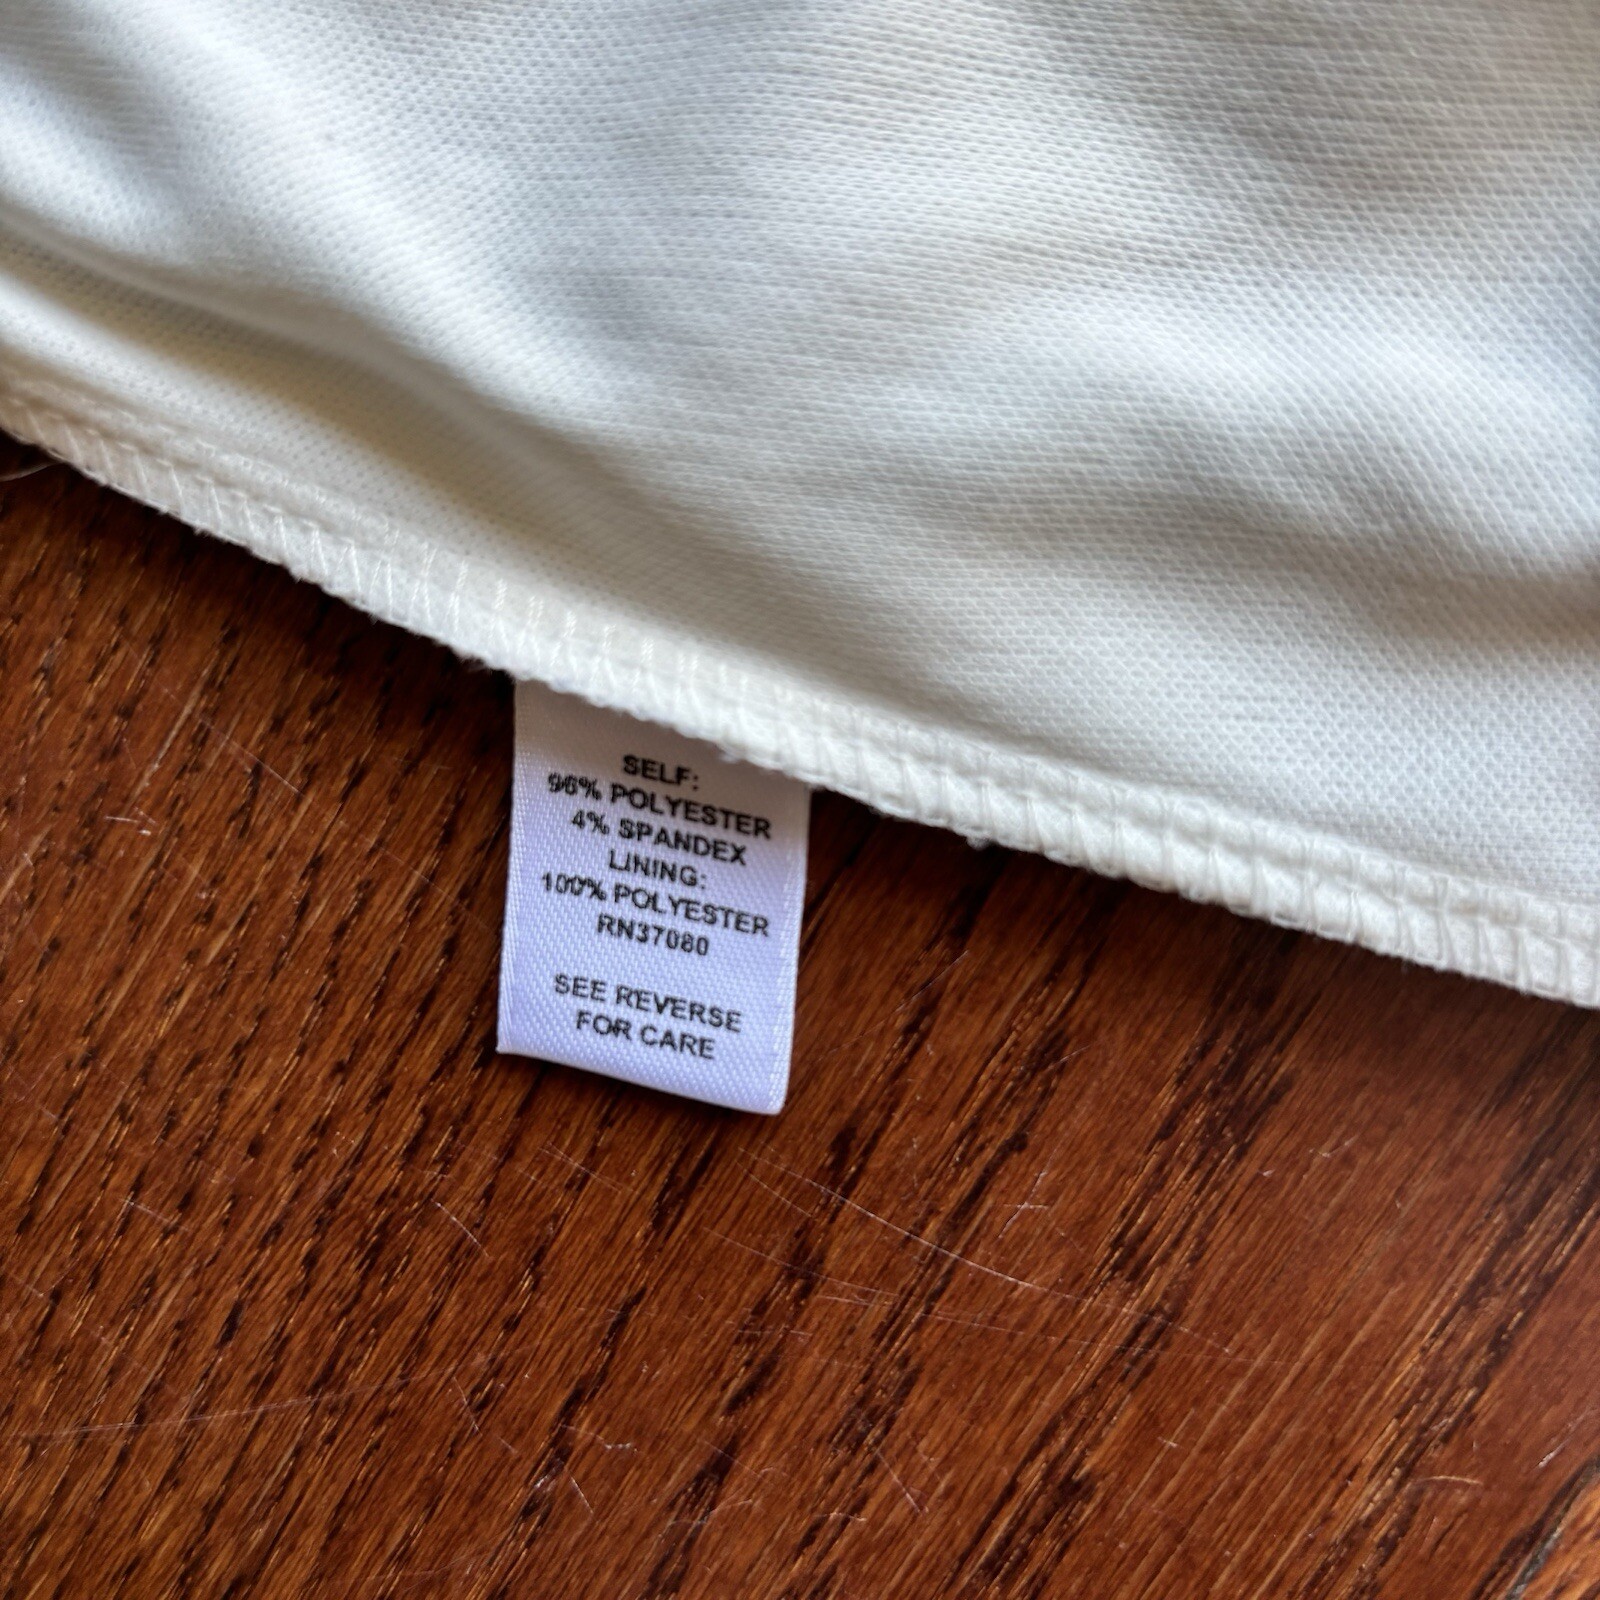 SELF:
96% POLYESTER
4% SPANDEX
LINING:
100% POLYESTER
RN37080
SEE REVERSE
FOR CARE